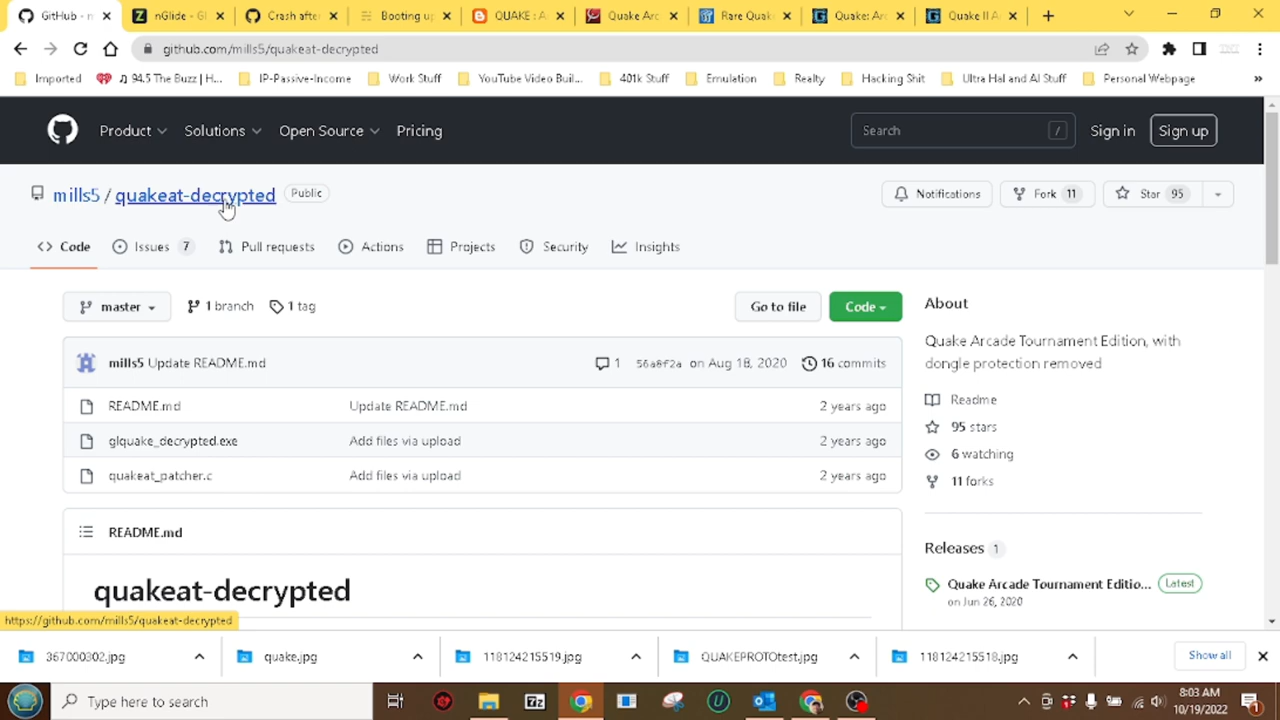 GitHub - m
nGlide - Gl
Crash after
Booting up
QUAKE : A
Quake Arc
Rare Quak
Quake: Arc
Quake II A
github.com/mills5/quakeat-decrypted
Imported
94.5 The Buzz | H...
IP-Passive-Income
Work Stuff
YouTube Video Buil...
401k Stuff
Emulation
Realty
Hacking Shit
Ultra Hal and AI Stuff
Personal Webpage
»
Product
Solutions
Open Source
Pricing
Search /
Sign in
Sign up
mills5 / quakeat-decrypted Public
Notifications
Fork 11
Star 95
<> Code
Issues 7
Pull requests
Actions
Projects
Security
Insights
master
1 branch
1 tag
Go to file
Code
About
Quake Arcade Tournament Edition, with
dongle protection removed
mills5 Update README.md
1
56a8f2a on Aug 18, 2020
16 commits
README.md Update README.md 2 years ago
glquake_decrypted.exe Add files via upload 2 years ago
quakeat_patcher.c Add files via upload 2 years ago
Readme
95 stars
6 watching
11 forks
README.md
quakeat-decrypted
Releases 1
Quake Arcade Tournament Editio... Latest
on Jun 26, 2020
https://github.com/mills5/quakeat-decrypted
367000302.jpg
quake.jpg
118124215519.jpg
QUAKEPROTOtest.jpg
118124215518.jpg
Show all
Type here to search
8:03 AM
10/19/2022